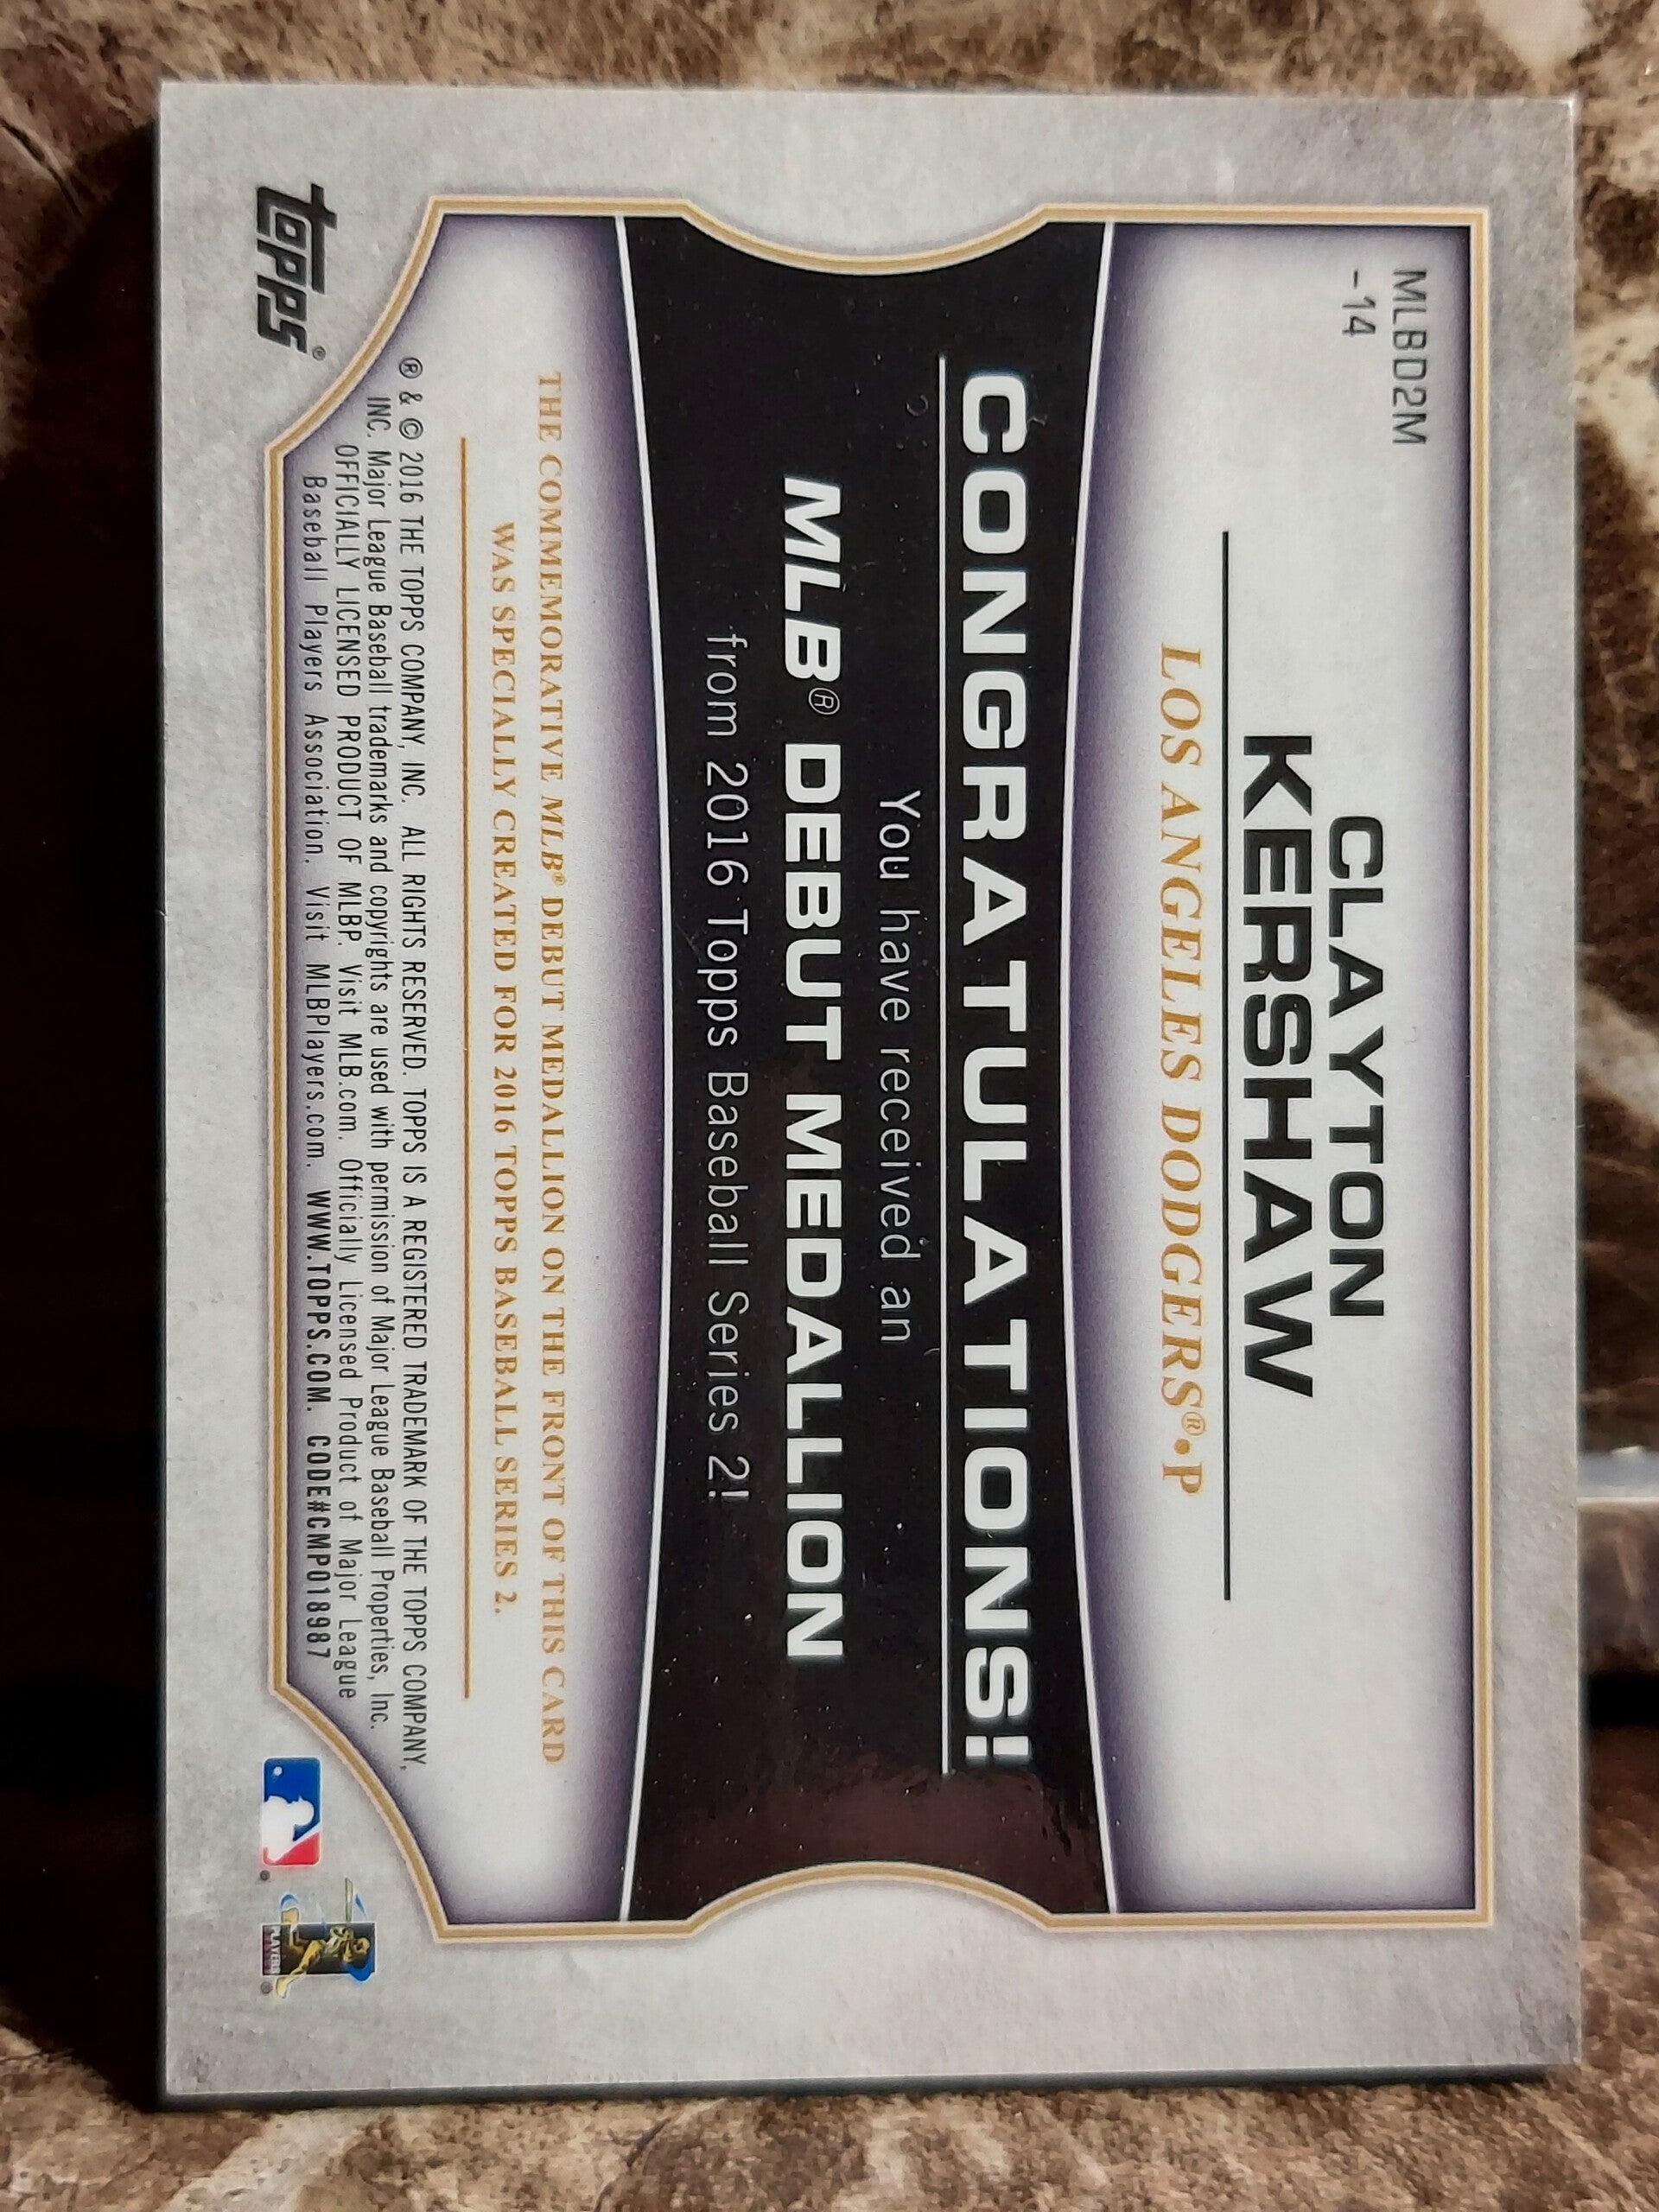 MLBD2M
-14
CLAYTON
KERSHAW
LOS ANGELES DODGERS®•P
CONGRATULATIONS!
You have received an
MLB® DEBUT MEDALLION
from 2016 Topps Baseball Series 2!
THE COMMEMORATIVE MLB® DEBUT MEDALLION ON THE FRONT OF THIS CARD
WAS SPECIALLY CREATED FOR 2016 TOPPS BASEBALL SERIES 2.
® & © 2016 THE TOPPS COMPANY, INC. ALL RIGHTS RESERVED. TOPPS IS A REGISTERED TRADEMARK OF THE TOPPS COMPANY,
INC. Major League Baseball trademarks and copyrights are used with permission of Major League Baseball Properties, Inc.
OFFICIALLY LICENSED PRODUCT OF MLBP. Visit MLB.com. Officially Licensed Product of Major League
Baseball Players Association. Visit MLBPlayers.com. WWW.TOPPS.COM. CODE#CMP018987
topps®
PLAYERS